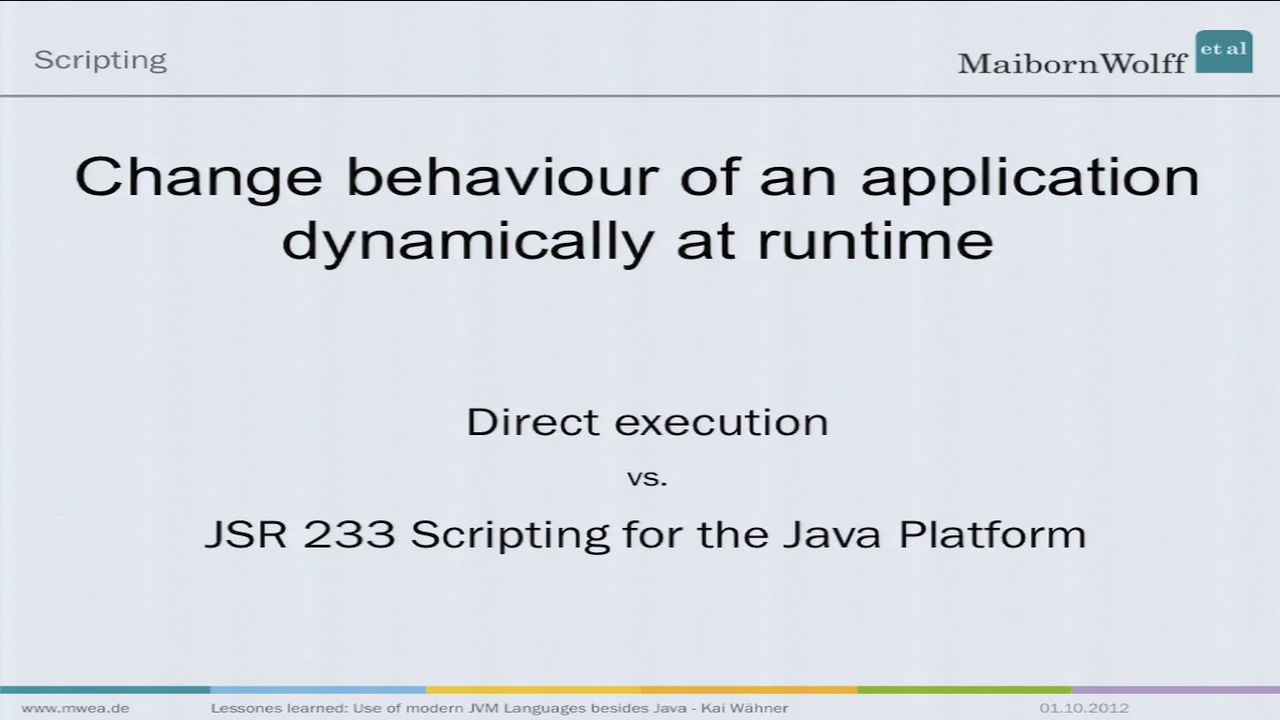 Scripting
MaibornWolff et al
Change behaviour of an application
dynamically at runtime
Direct execution
vs.
JSR 233 Scripting for the Java Platform
www.mwea.de Lessones learned: Use of modern JVM Languages besides Java - Kai Wähner 01.10.2012